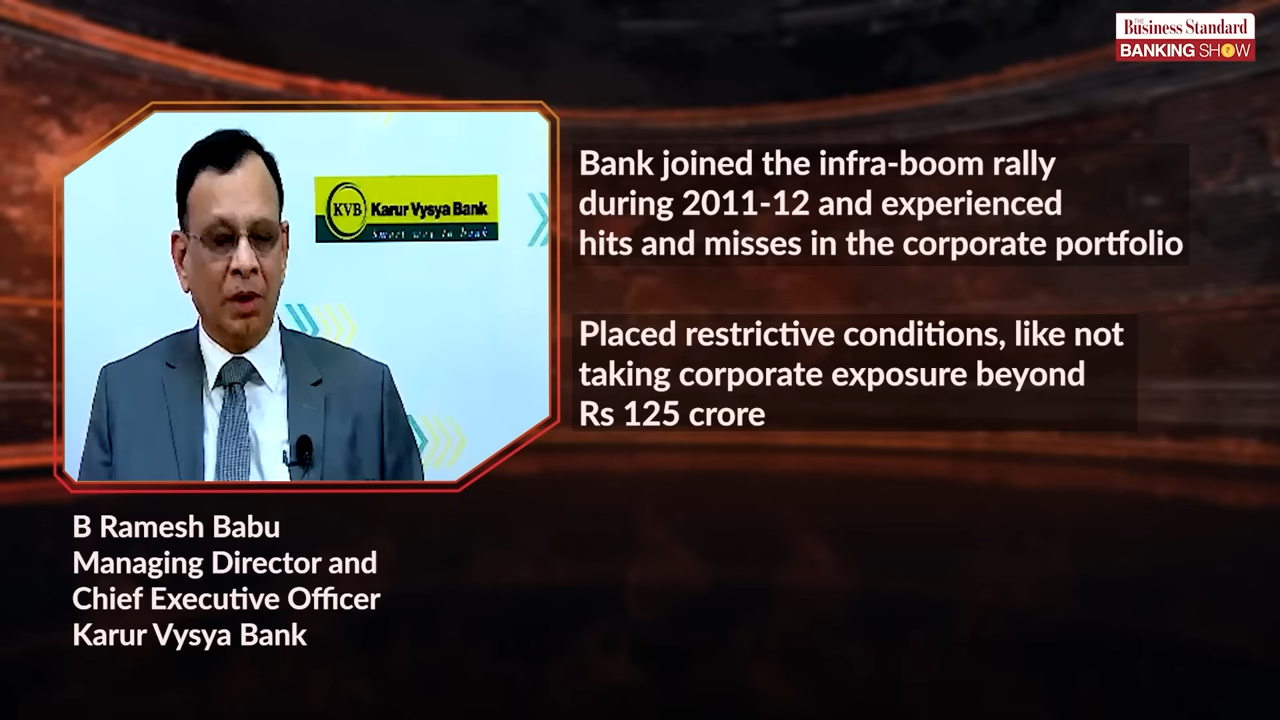 THE
Business Standard
BANKING SHOW
KVB Karur Vysya Bank
Smart way to bank
Bank joined the infra-boom rally
during 2011-12 and experienced
hits and misses in the corporate portfolio
Placed restrictive conditions, like not
taking corporate exposure beyond
Rs 125 crore
B Ramesh Babu
Managing Director and
Chief Executive Officer
Karur Vysya Bank